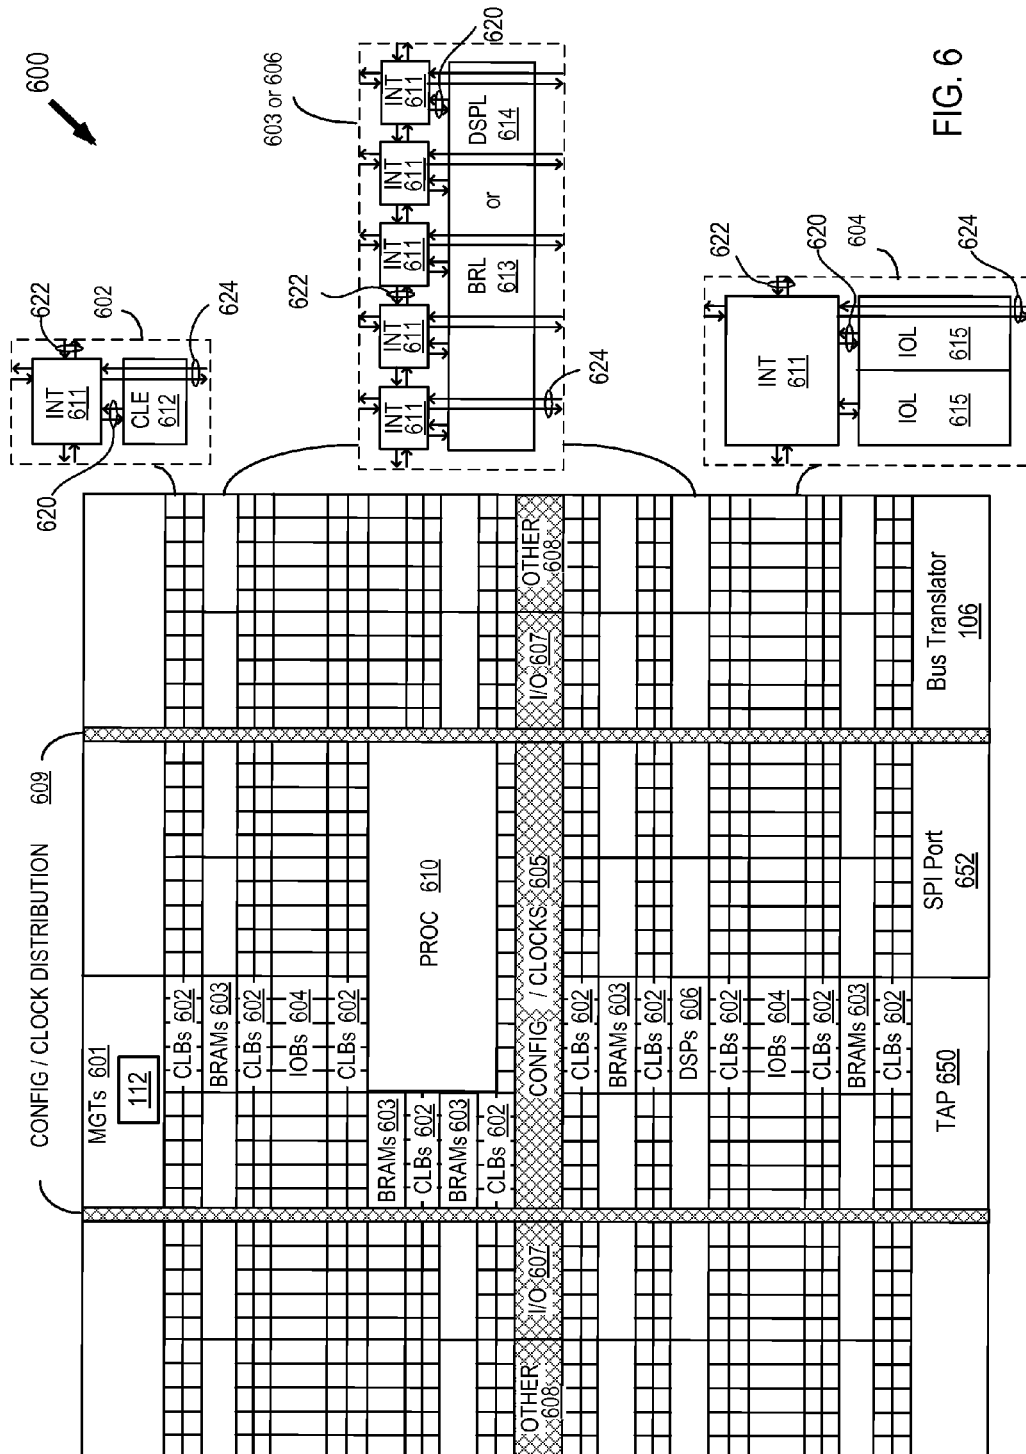 600
CONFIG / CLOCK DISTRIBUTION 609
MGTs 601
112
CLBs 602
BRAMs 603
CLBs 602
IOBs 604
CLBs 602
BRAMs 603
CLBs 602
BRAMs 603
CLBs 602
PROC 610
OTHER 608
I/O 607
CONFIG / CLOCKS 605
I/O 607
OTHER 608
CLBs 602
BRAMs 603
CLBs 602
DSPs 606
CLBs 602
IOBs 604
CLBs 602
BRAMs 603
CLBs 602
TAP 650
SPI Port
652
Bus Translator
106
INT
611
CLE
612
620
622
602
624
603 or 606
INT
611
INT
611
INT
611
INT
611
INT
611
620
622
BRL
613
or
DSPL
614
624
INT
611
IOL
615
IOL
615
622
620
604
624
FIG. 6